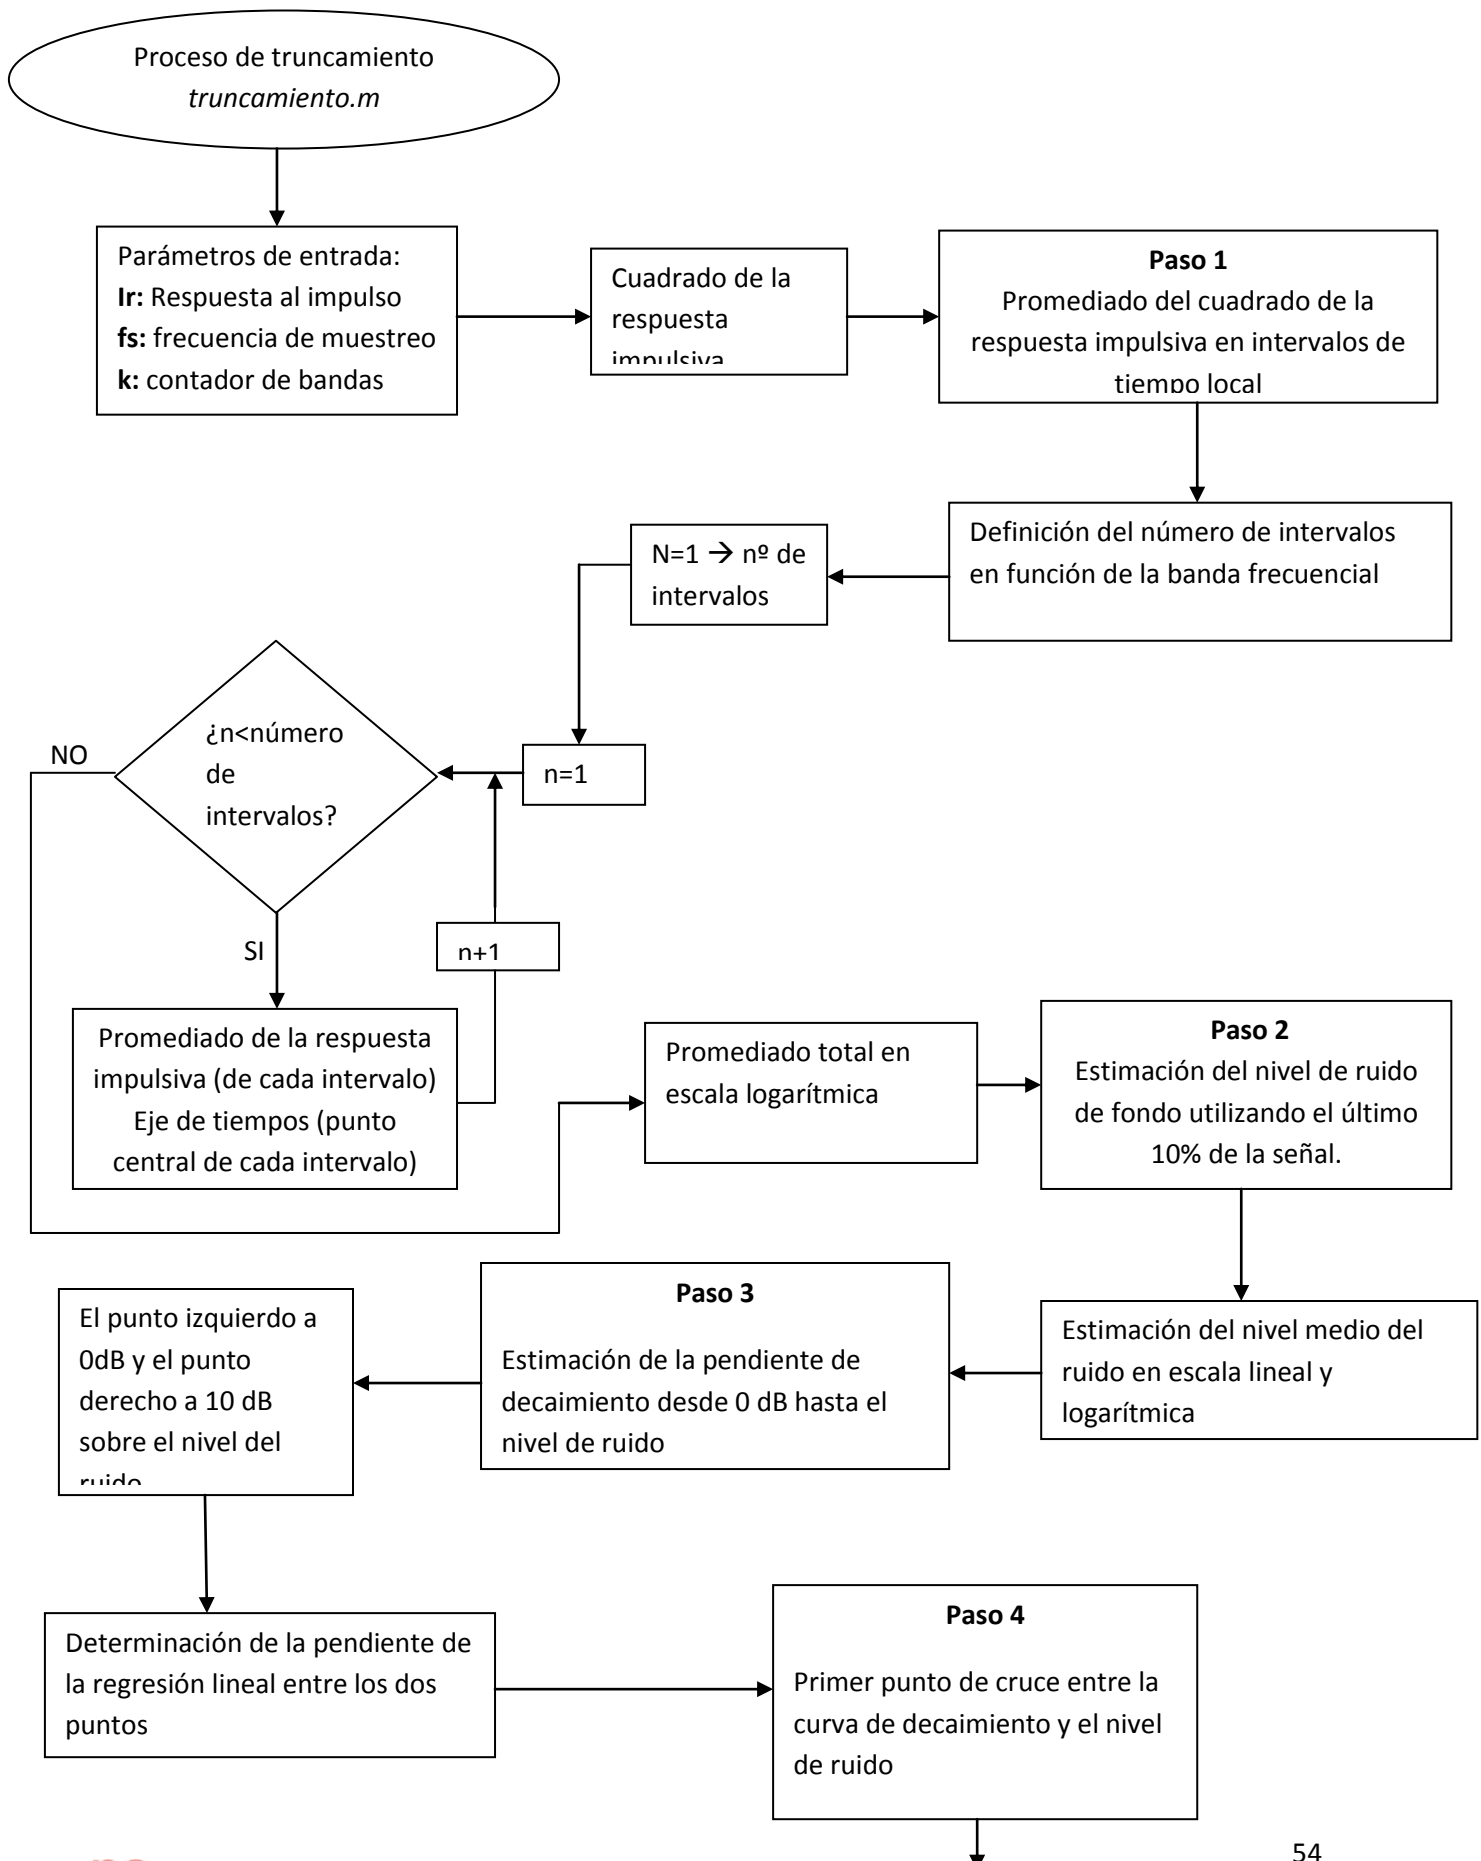 Proceso de truncamiento
truncamiento.m
Parámetros de entrada:
Ir: Respuesta al impulso
fs: frecuencia de muestreo
k: contador de bandas
Cuadrado de la
respuesta
impulsiva
Paso 1
Promediado del cuadrado de la
respuesta impulsiva en intervalos de
tiempo local
Definición del número de intervalos
en función de la banda frecuencial
N=1 → nº de
intervalos
n=1
¿n<número
de
intervalos?
NO
SI
n+1
Promediado de la respuesta
impulsiva (de cada intervalo)
Eje de tiempos (punto
central de cada intervalo)
Promediado total en
escala logarítmica
Paso 2
Estimación del nivel de ruido
de fondo utilizando el último
10% de la señal.
Estimación del nivel medio del
ruido en escala lineal y
logarítmica
Paso 3
Estimación de la pendiente de
decaimiento desde 0 dB hasta el
nivel de ruido
El punto izquierdo a
0dB y el punto
derecho a 10 dB
sobre el nivel del
ruido
Determinación de la pendiente de
la regresión lineal entre los dos
puntos
Paso 4
Primer punto de cruce entre la
curva de decaimiento y el nivel
de ruido
54